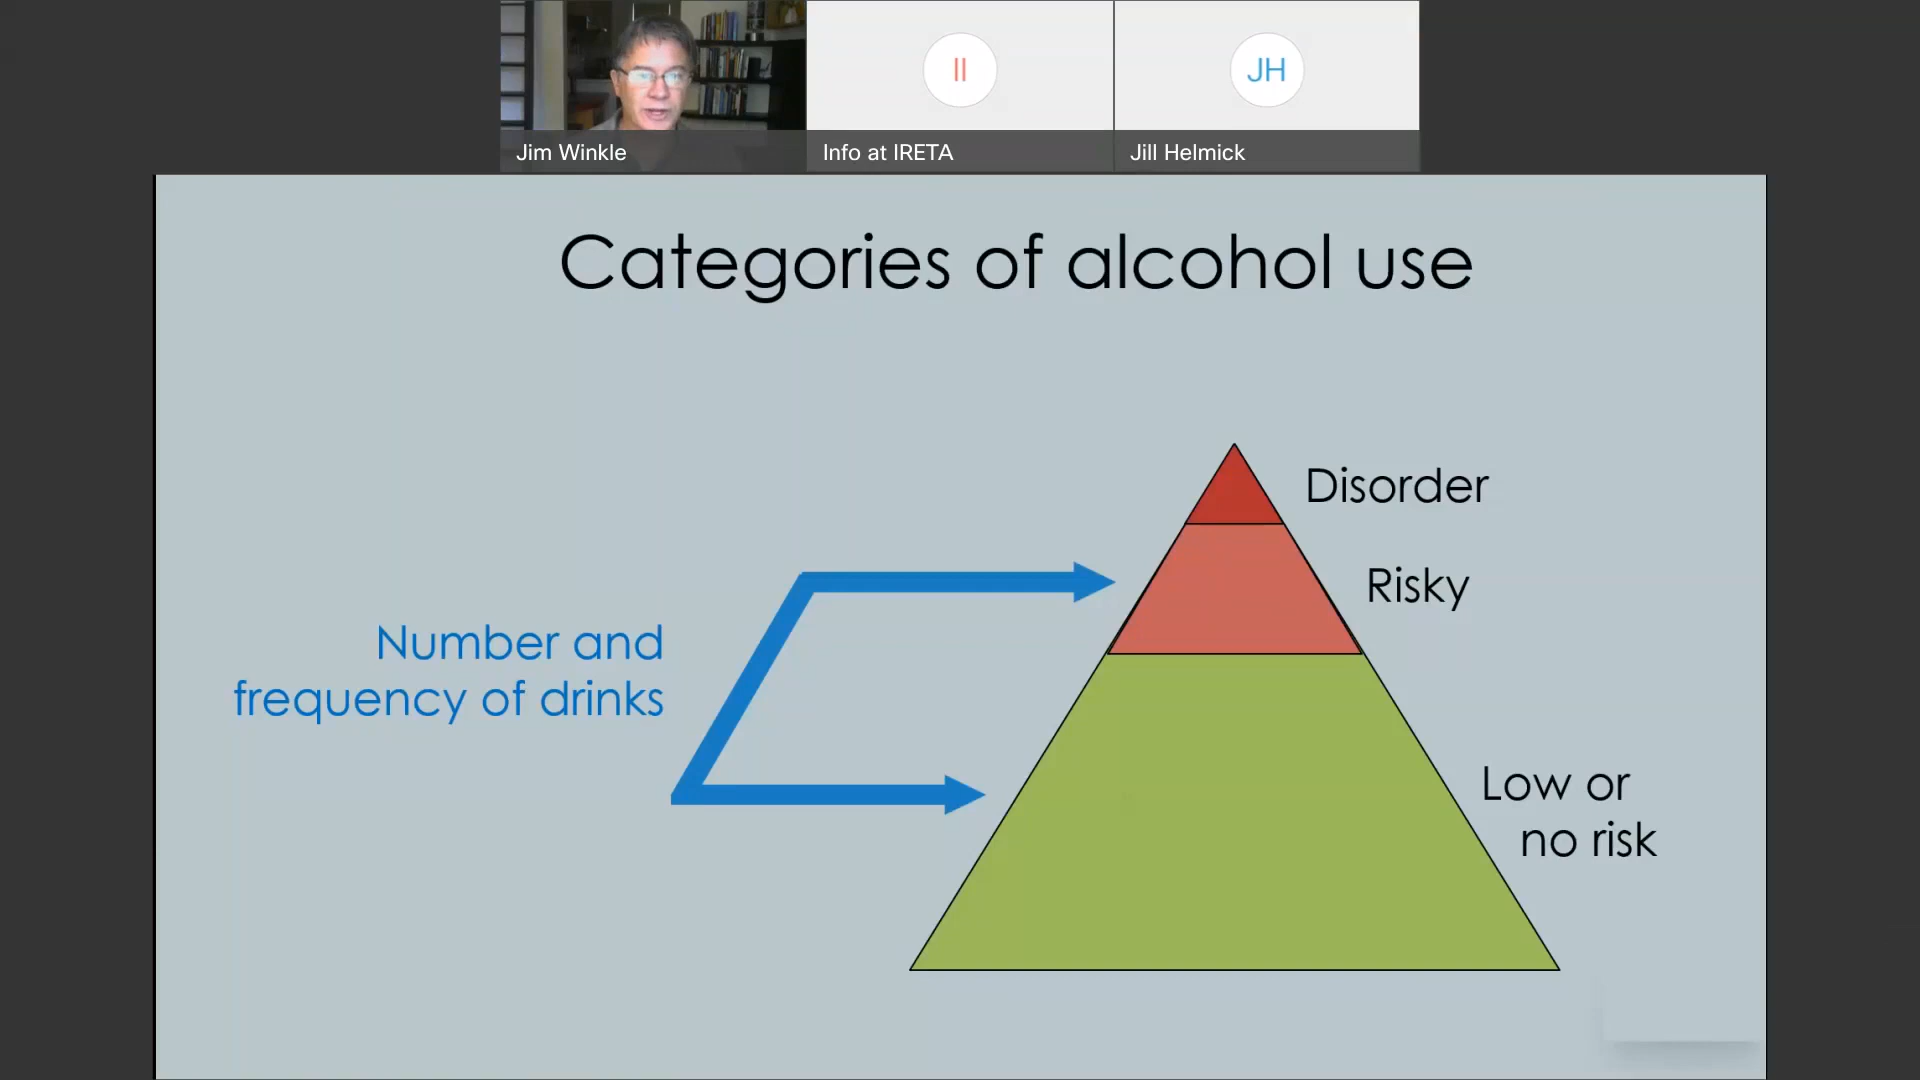 II
JH
Jim Winkle
Info at IRETA
Jill Helmick
Categories of alcohol use
Disorder
Risky
Number and
frequency of drinks
Low or
no risk